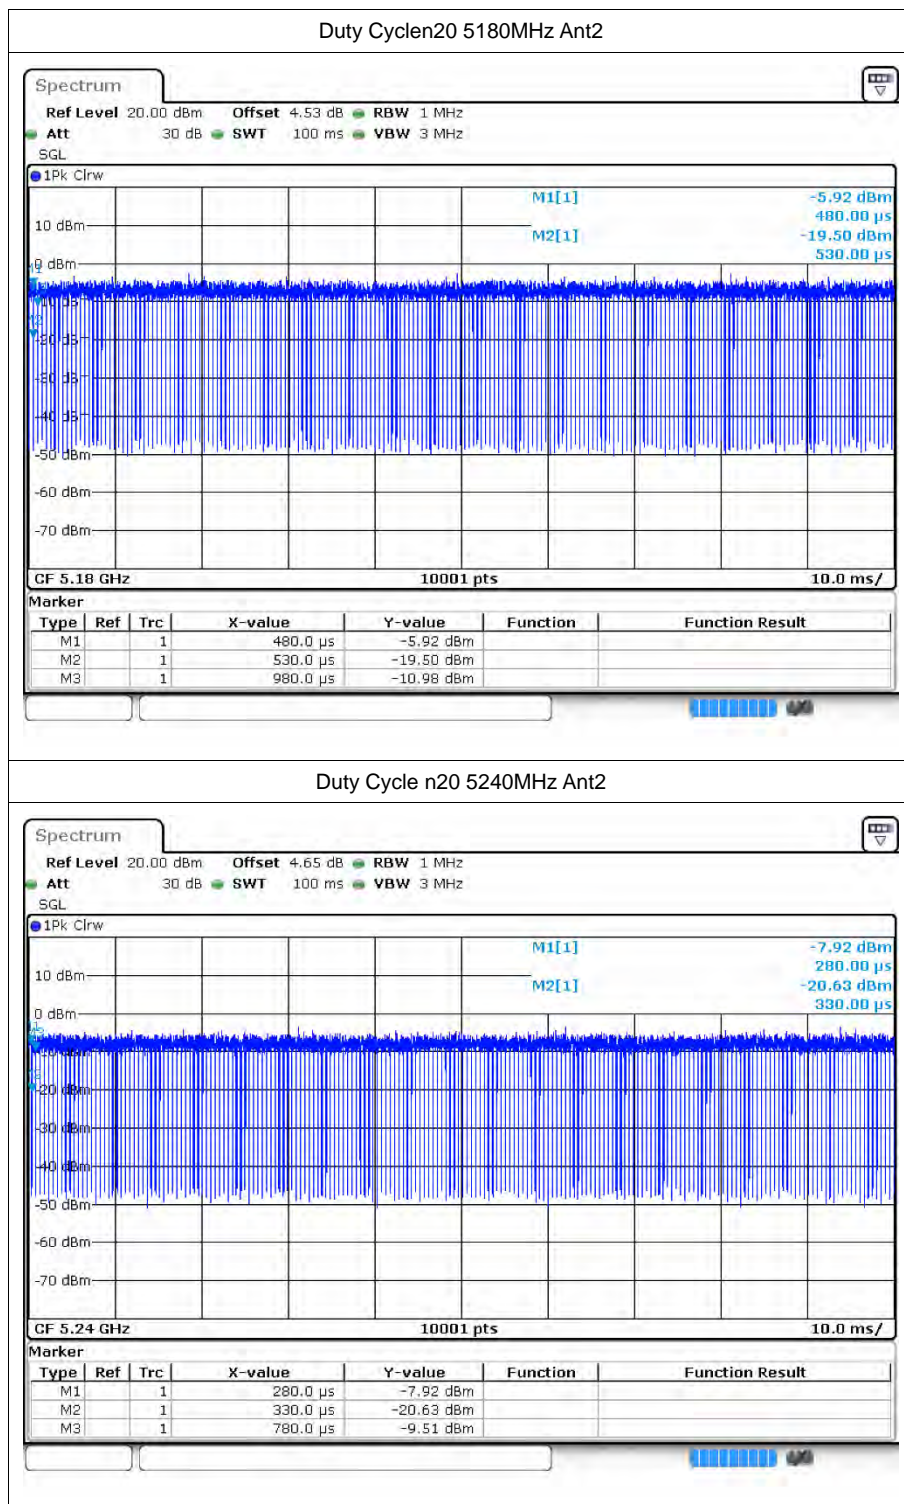 Duty Cyclen20 5180MHz Ant2
Spectrum
Ref Level 20.00 dBm Offset 4.53 dB RBW 1 MHz
Att 30 dB SWT 100 ms VBW 3 MHz
SGL
1Pk Clrw
M1[1] -5.92 dBm
480.00 µs
10 dBm
M2[1] -19.50 dBm
530.00 µs
0 dBm
-50 dBm
-60 dBm
-70 dBm
CF 5.18 GHz 10001 pts 10.0 ms/
Marker
Type Ref Trc X-value Y-value Function Function Result
M1 1 480.0 µs -5.92 dBm
M2 1 530.0 µs -19.50 dBm
M3 1 980.0 µs -10.98 dBm
Duty Cycle n20 5240MHz Ant2
Spectrum
Ref Level 20.00 dBm Offset 4.65 dB RBW 1 MHz
Att 30 dB SWT 100 ms VBW 3 MHz
SGL
1Pk Clrw
M1[1] -7.92 dBm
280.00 µs
10 dBm
M2[1] -20.63 dBm
330.00 µs
0 dBm
-20 dBm
-30 dBm
-40 dBm
-50 dBm
-60 dBm
-70 dBm
CF 5.24 GHz 10001 pts 10.0 ms/
Marker
Type Ref Trc X-value Y-value Function Function Result
M1 1 280.0 µs -7.92 dBm
M2 1 330.0 µs -20.63 dBm
M3 1 780.0 µs -9.51 dBm